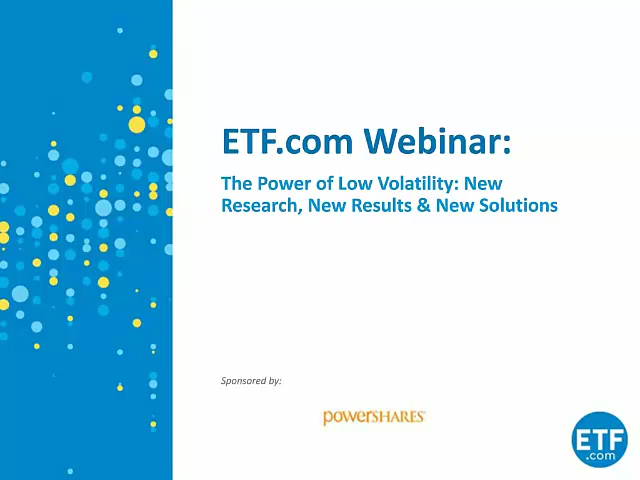 ETF.com Webinar:
The Power of Low Volatility: New
Research, New Results & New Solutions
Sponsored by:
powerSHARES
ETF
.com